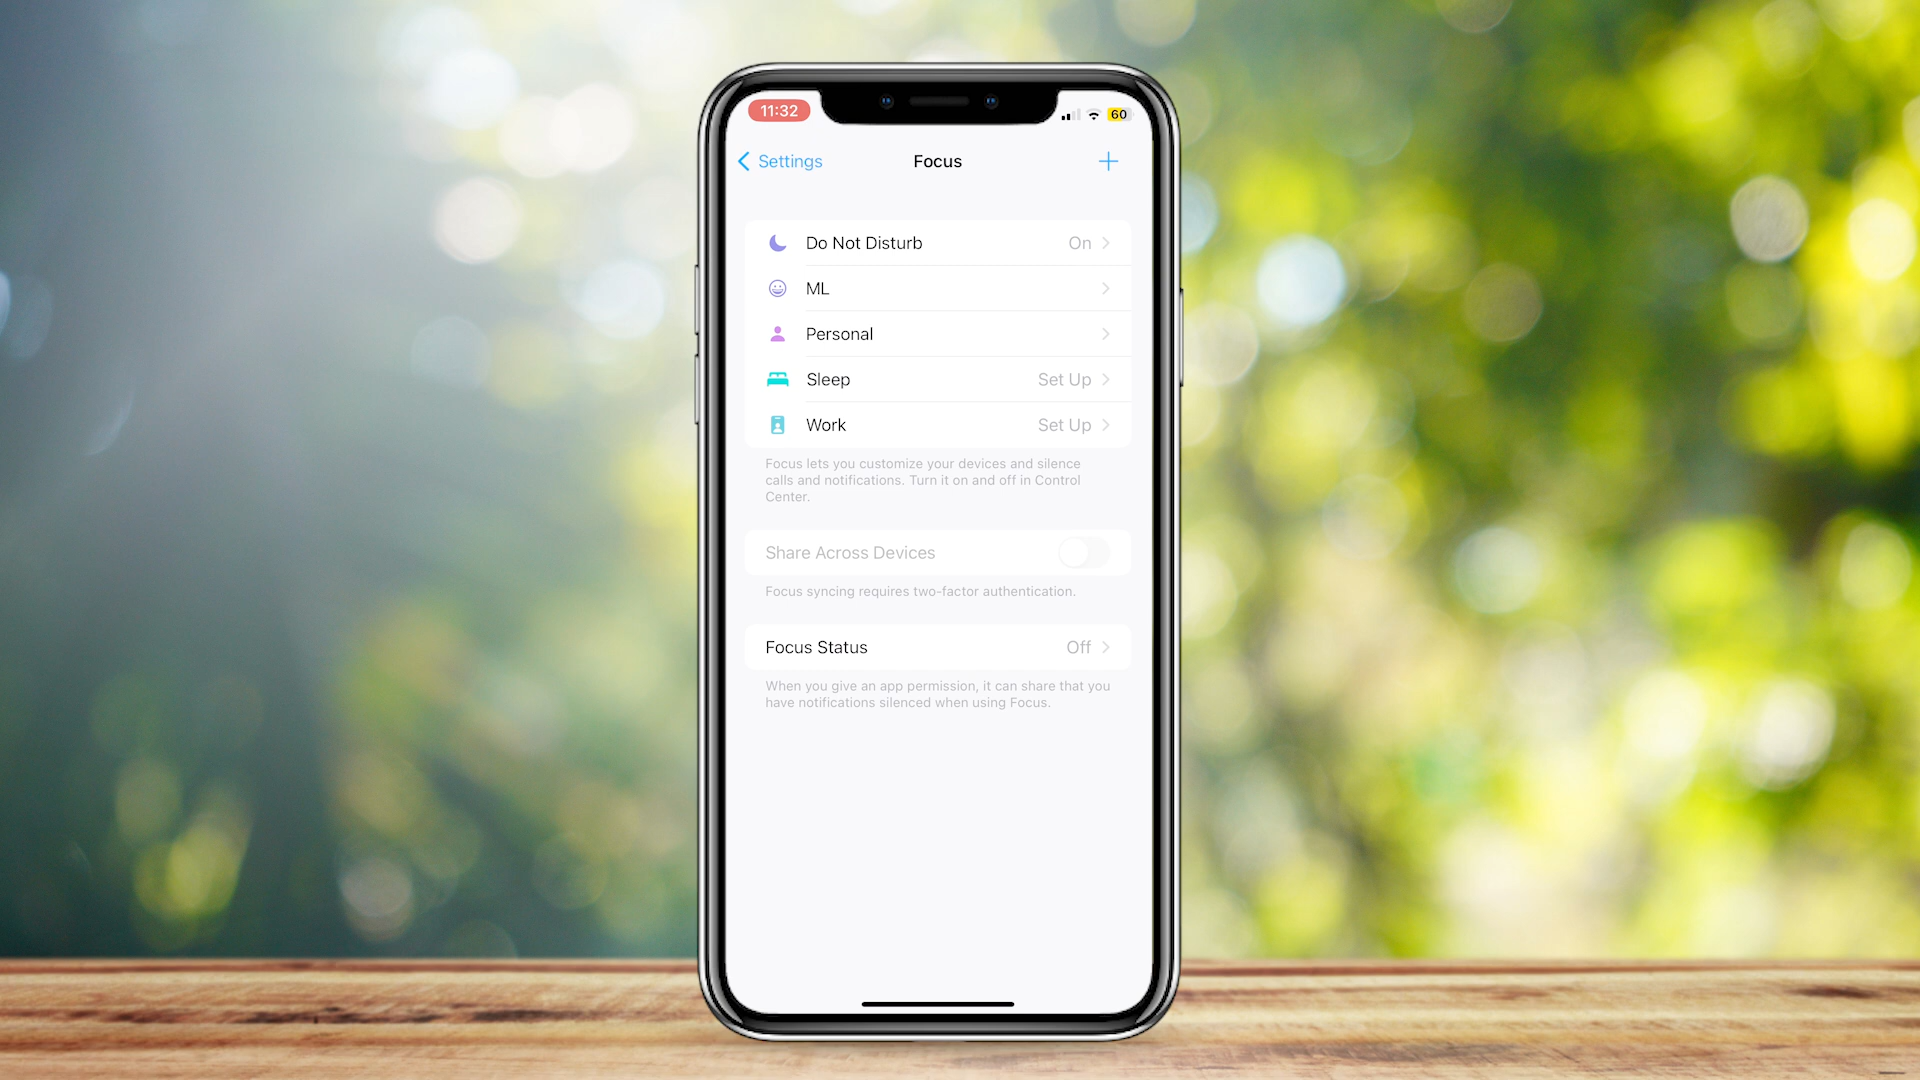 11:32
60
Settings
Focus
Do Not Disturb
On
ML
Personal
Sleep
Set Up
Work
Set Up
Focus lets you customize your devices and silence
calls and notifications. Turn it on and off in Control
Center.
Share Across Devices
Focus syncing requires two-factor authentication.
Focus Status
Off
When you give an app permission, it can share that you
have notifications silenced when using Focus.